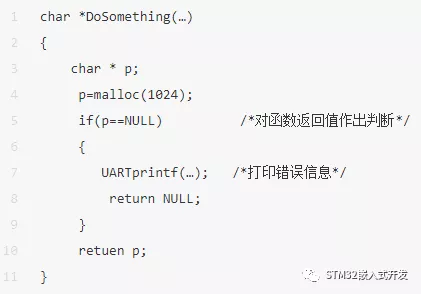 1 char *DoSomething(…)
2 {
3 char * p;
4 p=malloc(1024);
5 if(p==NULL) /*对函数返回值作出判断*/
6 {
7 UARTprintf(…); /*打印错误信息*/
8 return NULL;
9 }
10 retuen p;
11 }
STM32嵌入式开发